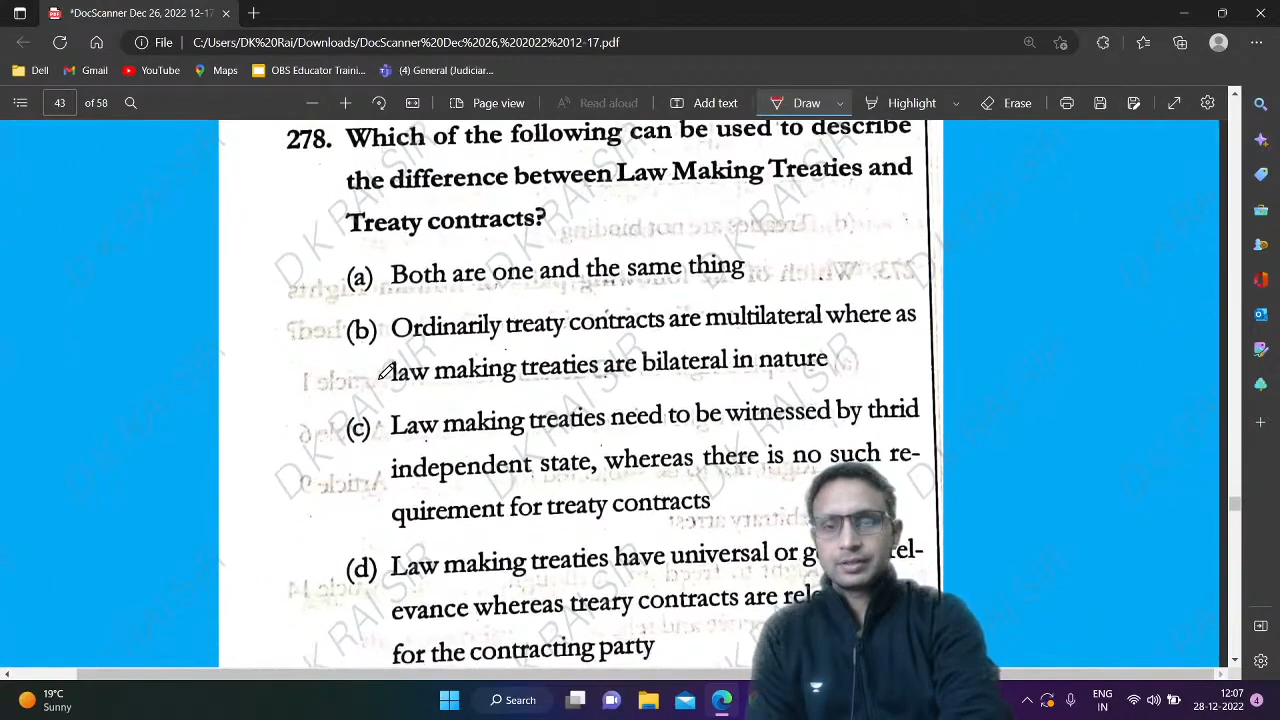 *DocScanner Dec 26, 2022 12-17
File C:/Users/DK%20Rai/Downloads/DocScanner%20Dec%2026,%202022%2012-17.pdf
Dell Gmail YouTube Maps OBS Educator Traini... (4) General (Judiciar...
43 of 58 Page view Read aloud Add text Draw Highlight Erase
278. Which of the following can be used to describe
the difference between Law Making Treaties and
Treaty contracts?
(a) Both are one and the same thing
(b) Ordinarily treaty contracts are multilateral where as
law making treaties are bilateral in nature
(c) Law making treaties need to be witnessed by thrid
independent state, whereas there is no such re-
quirement for treaty contracts
(d) Law making treaties have universal or rel-
evance whereas treary contracts are
for the contracting party
D K RAI SIR
19°C
Sunny
Search
ENG
IN
12:07
28-12-2022